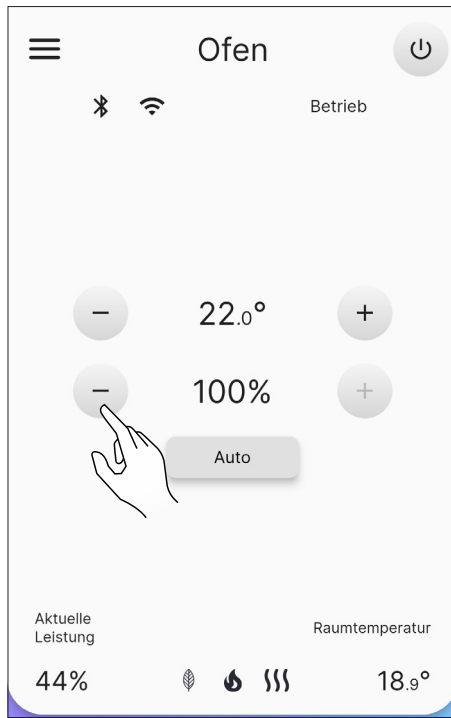 Ofen
Betrieb
− 22.0° +
− 100% +
Auto
Aktuelle
Leistung
Raumtemperatur
44%
18.9°